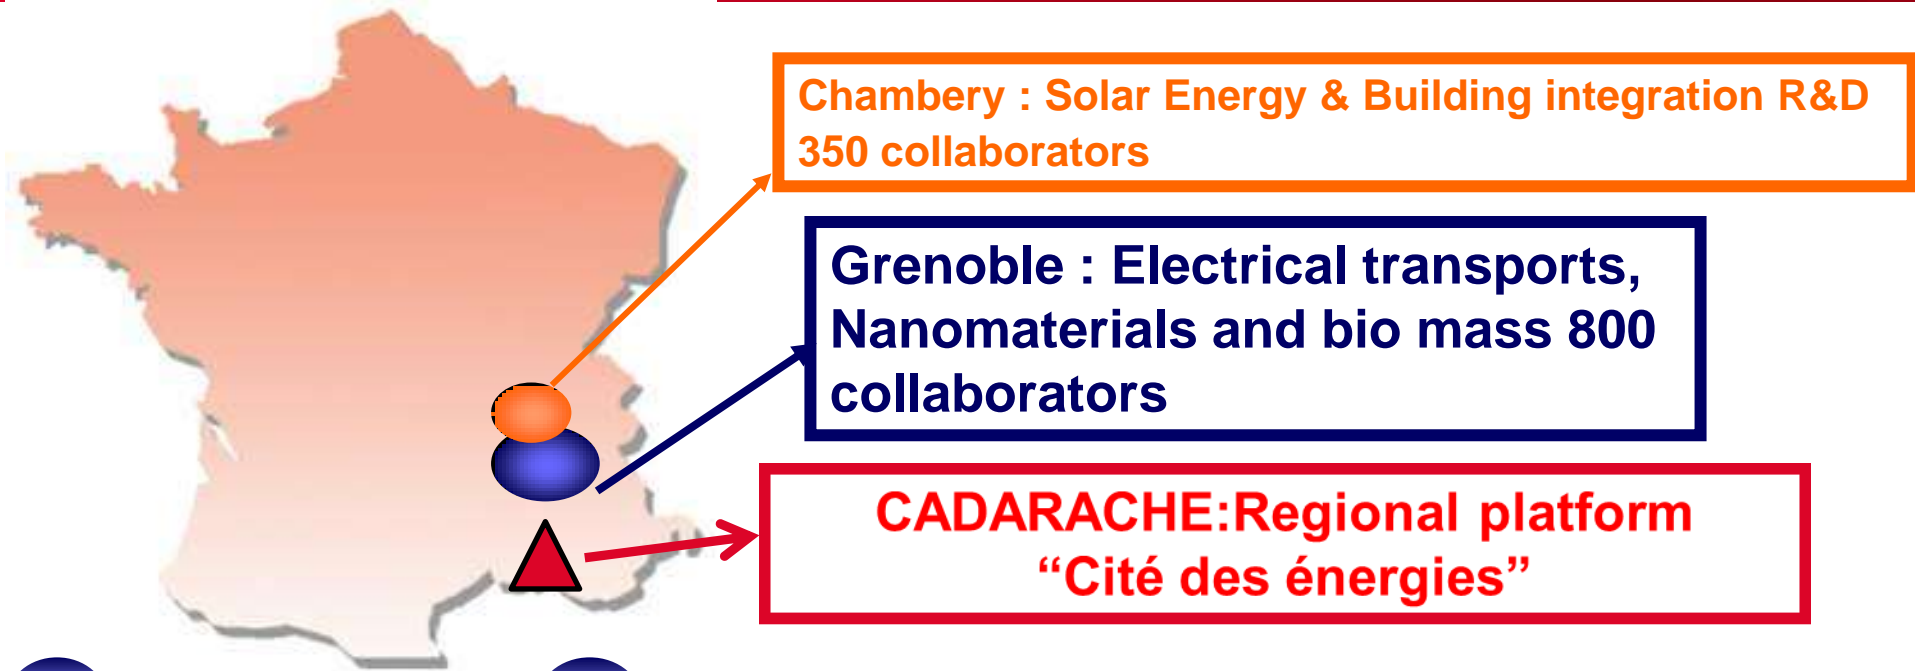 Chambery : Solar Energy & Building integration R&D
350 collaborators
Grenoble : Electrical transports,
Nanomaterials and bio mass 800
collaborators
CADARACHE:Regional platform
“Cité des énergies”